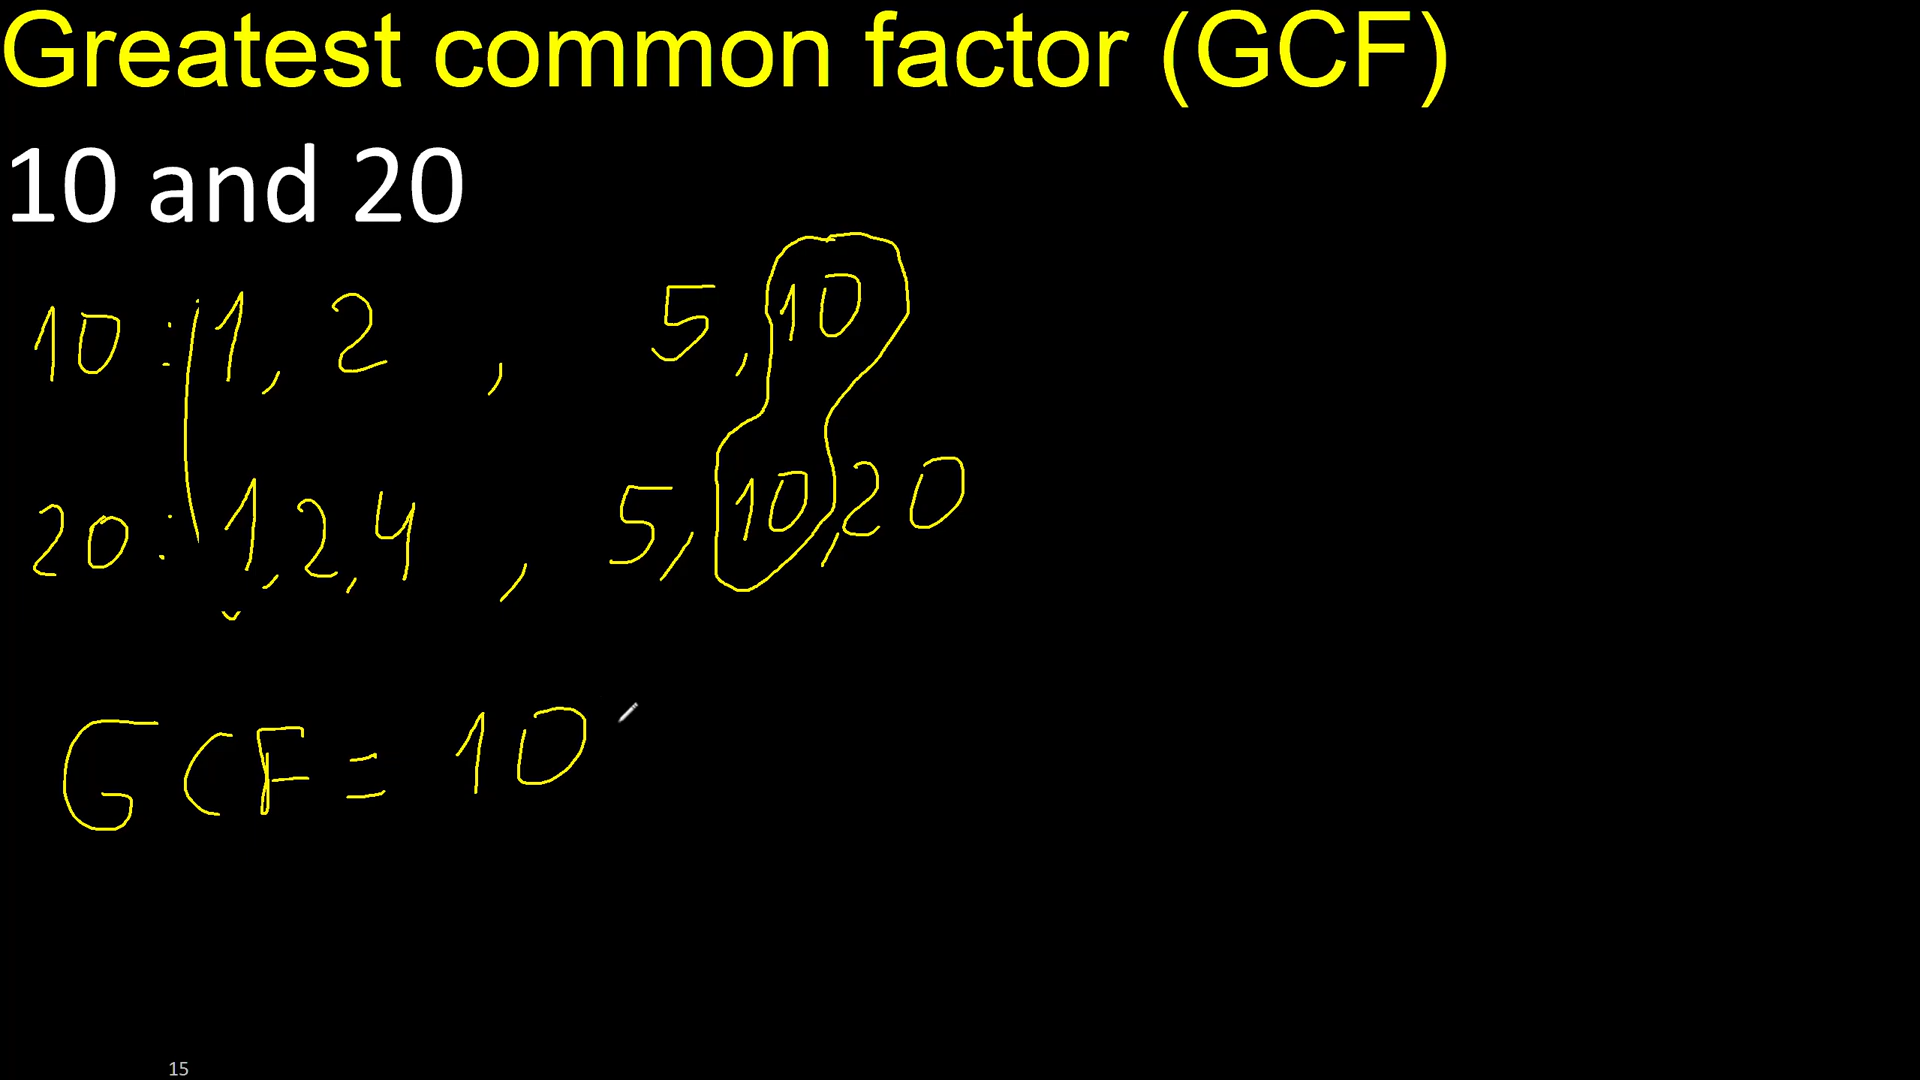 Greatest common factor (GCF)
10 and 20
10 : 1, 2 , 5, 10
20 : 1, 2, 4 , 5, 10, 20
GCF = 10
15